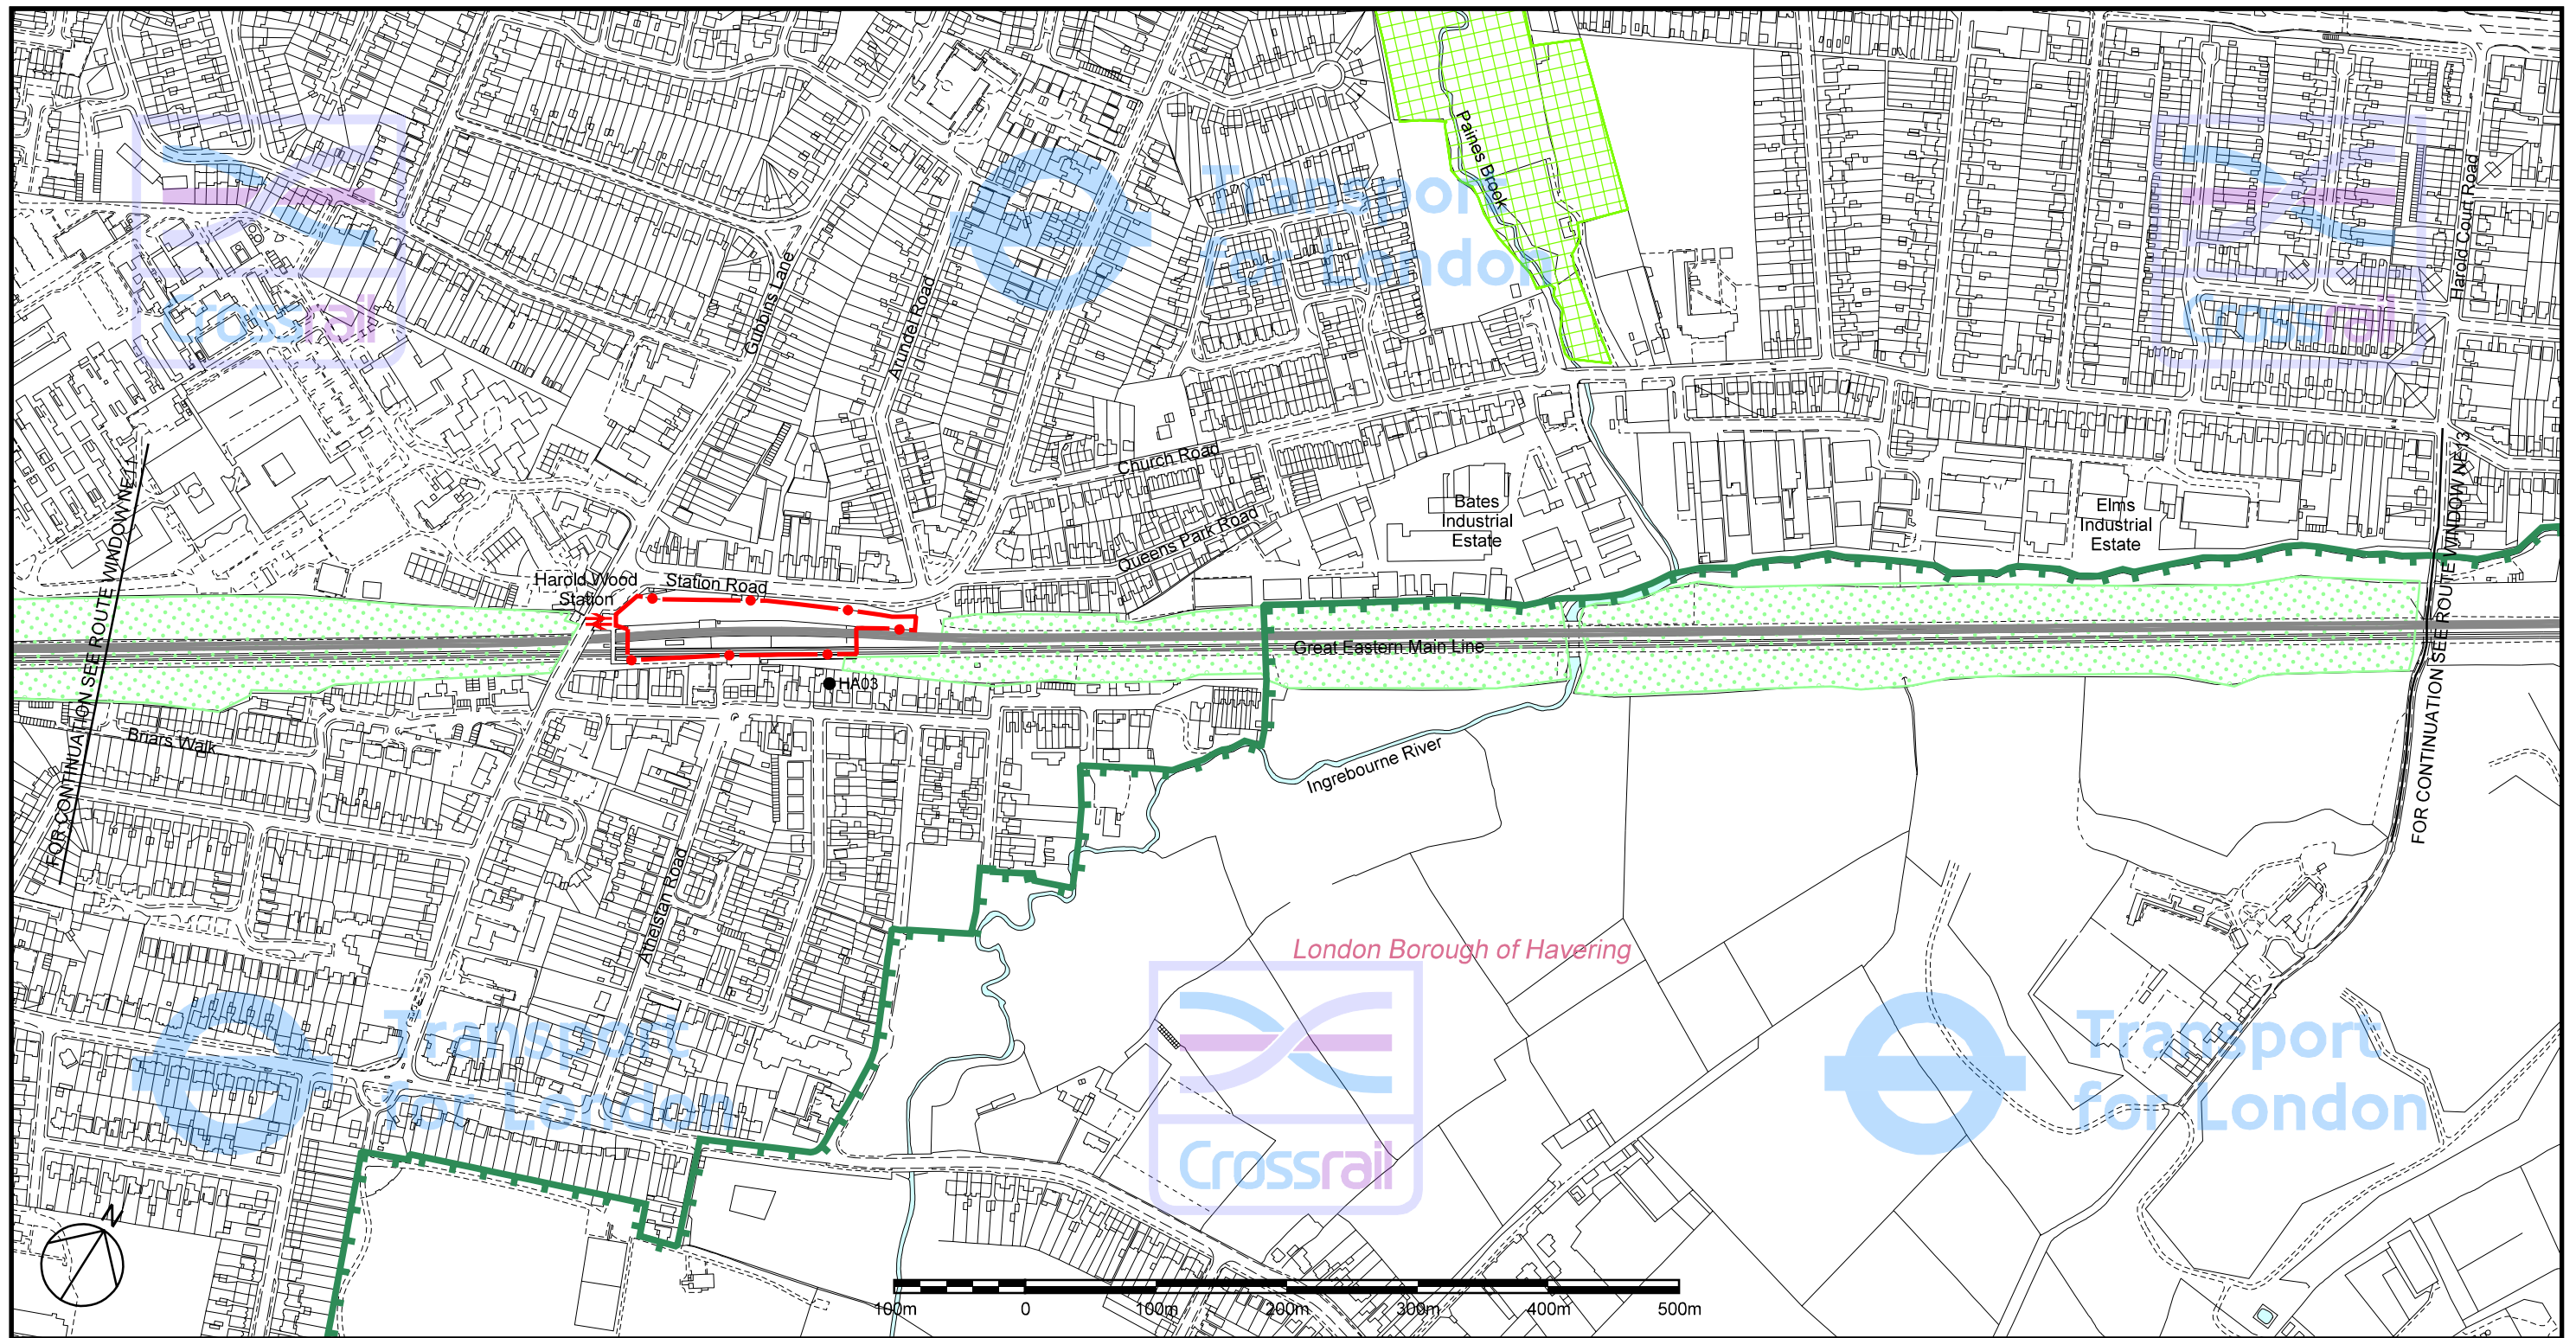 Paines Brook
Transport
for London
Crossrail
Crossrail
Harold Court Road
Gubbins Lane
Arundel Road
Church Road
Queens Park Road
Bates
Industrial
Estate
Elms
Industrial
Estate
FOR CONTINUATION SEE ROUTE WINDOW NE11
FOR CONTINUATION SEE ROUTE WINDOW NE13
Harold Wood
Station
Station Road
Great Eastern Main Line
HA03
Briars Walk
Ingrebourne River
Athelstan Road
London Borough of Havering
Transport
for London
Crossrail
Transport
for London
N
100m 0 100m 200m 300m 400m 500m